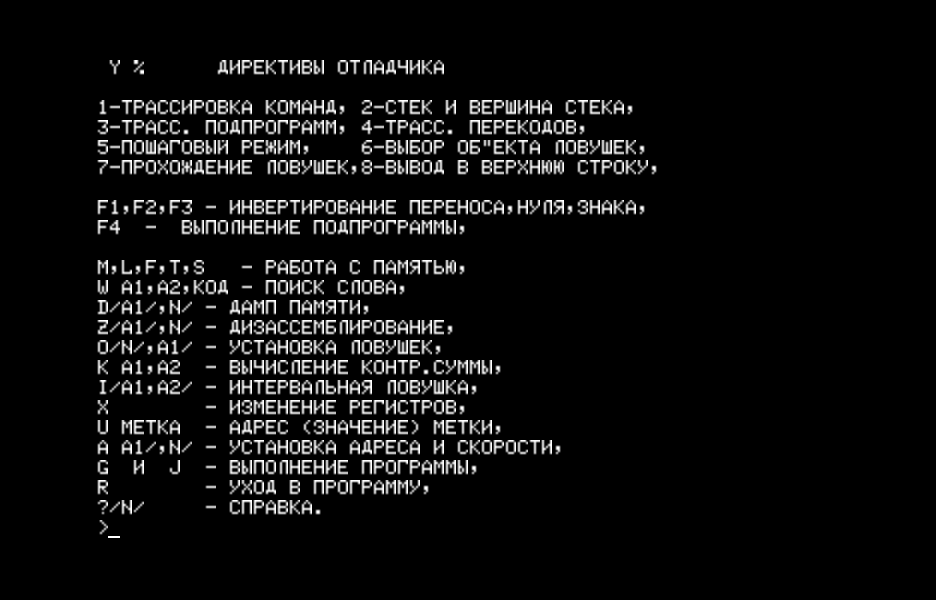 Y % ДИРЕКТИВЫ ОТЛАДЧИКА
1-ТРАССИРОВКА КОМАНД, 2-СТЕК И ВЕРШИНА СТЕКА,
3-ТРАСС. ПОДПРОГРАММ, 4-ТРАСС. ПЕРЕКОДОВ,
5-ПОШАГОВЫЙ РЕЖИМ, 6-ВЫБОР ОБ"ЕКТА ЛОВУШЕК,
7-ПРОХОЖДЕНИЕ ЛОВУШЕК,8-ВЫВОД В ВЕРХНЮЮ СТРОКУ,
F1,F2,F3 - ИНВЕРТИРОВАНИЕ ПЕРЕНОСА,НУЛЯ,ЗНАКА,
F4 - ВЫПОЛНЕНИЕ ПОДПРОГРАММЫ,
M,L,F,T,S - РАБОТА С ПАМЯТЬЮ,
W A1,A2,КОД - ПОИСК СЛОВА,
D/A1/,N/ - ДАМП ПАМЯТИ,
Z/A1/,N/ - ДИЗАССЕМБЛИРОВАНИЕ,
O/N/,A1/ - УСТАНОВКА ЛОВУШЕК,
K A1,A2 - ВЫЧИСЛЕНИЕ КОНТР.СУММЫ,
I/A1,A2/ - ИНТЕРВАЛЬНАЯ ЛОВУШКА,
X - ИЗМЕНЕНИЕ РЕГИСТРОВ,
U МЕТКА - АДРЕС (ЗНАЧЕНИЕ) МЕТКИ,
A A1/,N/ - УСТАНОВКА АДРЕСА И СКОРОСТИ,
G И J - ВЫПОЛНЕНИЕ ПРОГРАММЫ,
R - УХОД В ПРОГРАММУ,
?/N/ - СПРАВКА.
>_